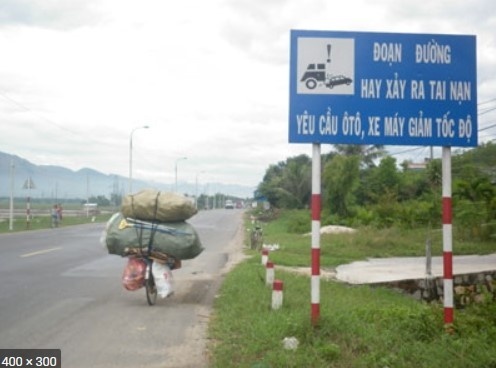 ĐOẠN ĐƯỜNG
HAY XẢY RA TAI NẠN
YÊU CẦU ÔTÔ, XE MÁY GIẢM TỐC ĐỘ
400 × 300